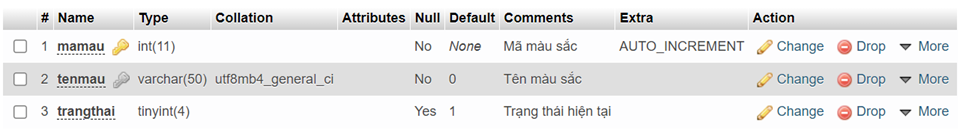 # Name Type Collation Attributes Null Default Comments Extra Action
1 mamau int(11) No None Mã màu sắc AUTO_INCREMENT Change Drop More
2 tenmau varchar(50) utf8mb4_general_ci No 0 Tên màu sắc Change Drop More
3 trangthai tinyint(4) Yes 1 Trạng thái hiện tại Change Drop More